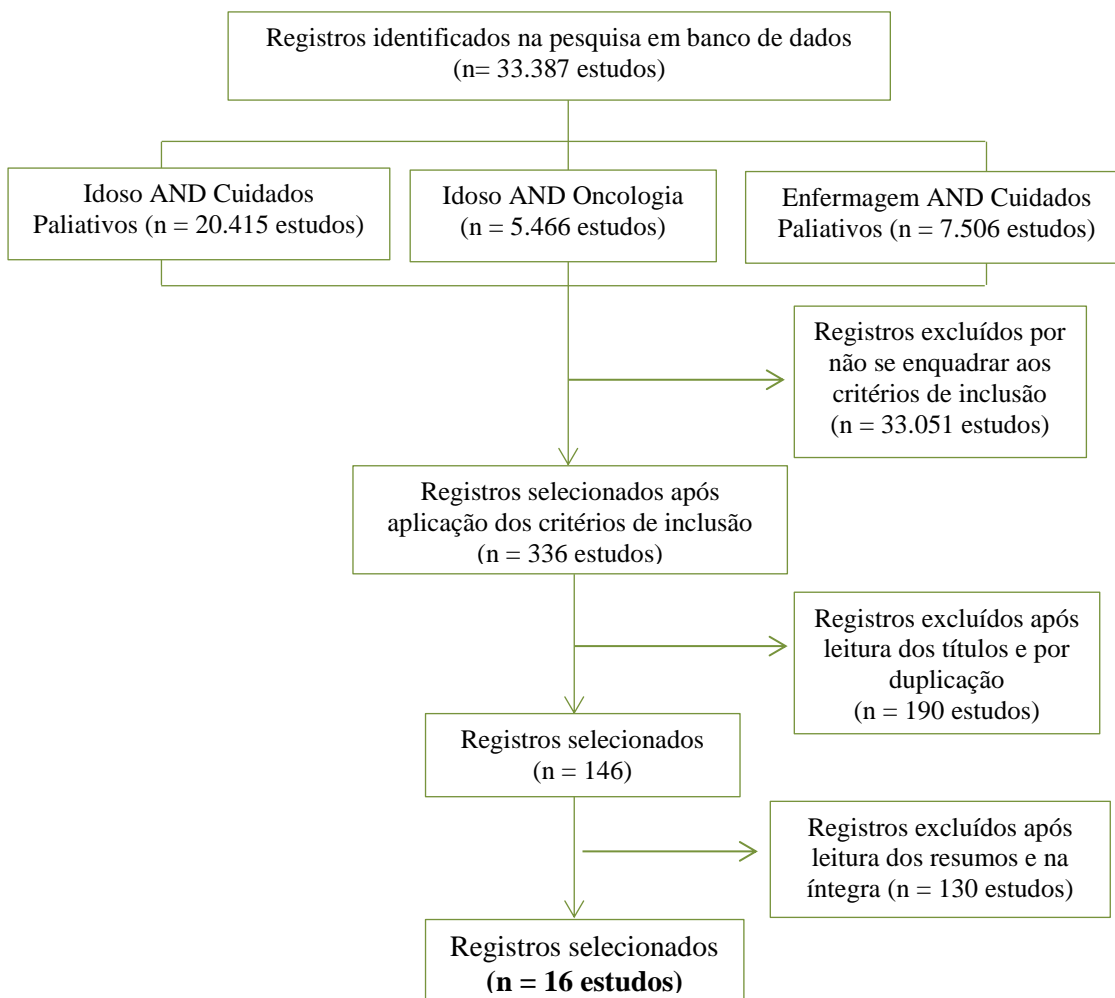 Registros identificados na pesquisa em banco de dados
(n= 33.387 estudos)
Idoso AND Cuidados
Paliativos (n = 20.415 estudos)
Idoso AND Oncologia
(n = 5.466 estudos)
Enfermagem AND Cuidados
Paliativos (n = 7.506 estudos)
Registros excluídos por
não se enquadrar aos
critérios de inclusão
(n = 33.051 estudos)
Registros selecionados após
aplicação dos critérios de inclusão
(n = 336 estudos)
Registros excluídos após
leitura dos títulos e por
duplicação
(n = 190 estudos)
Registros selecionados
(n = 146)
Registros excluídos após
leitura dos resumos e na
íntegra (n = 130 estudos)
Registros selecionados
(n = 16 estudos)